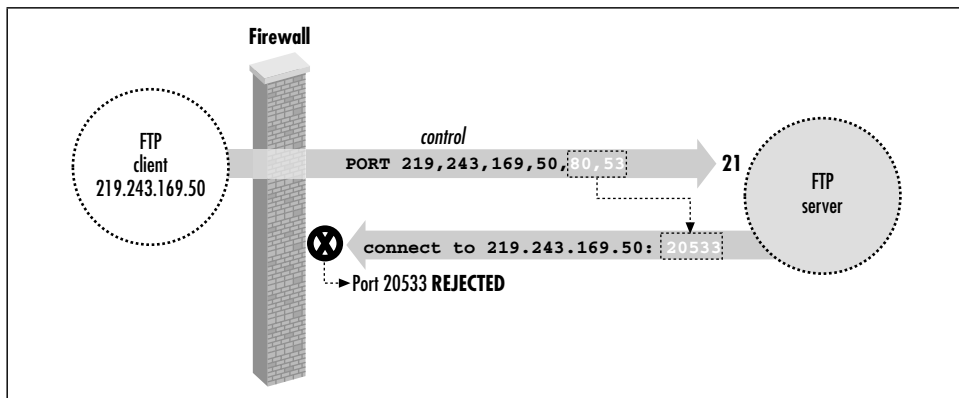 Firewall
FTP
client
219.243.169.50
control
PORT 219,243,169,50,80,53
21
FTP
server
connect to 219.243.169.50: 20533
Port 20533 REJECTED